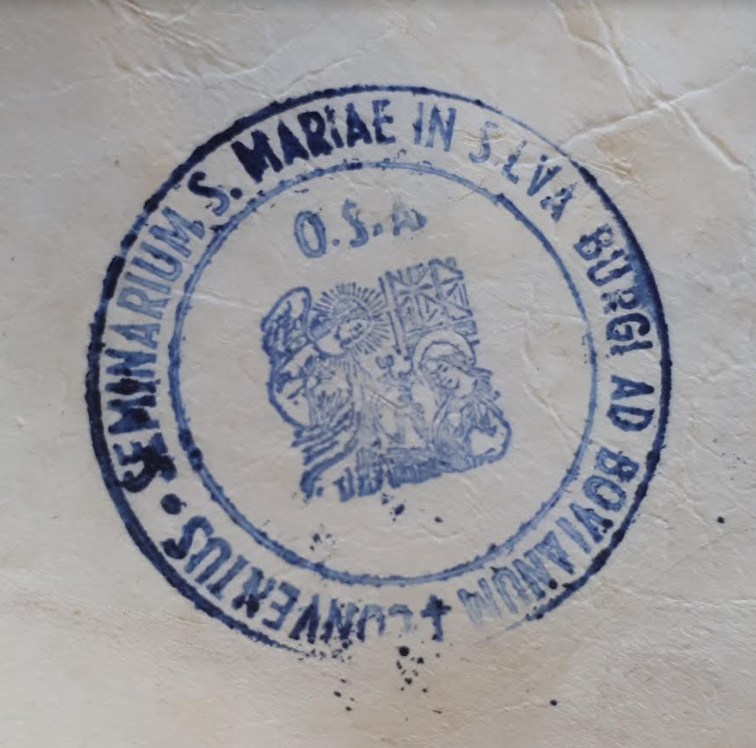 ✝ CONVENTUS • SEMINARIUM S. MARIAE IN SILVA BURGI AD BOVIANUM
O.S.A